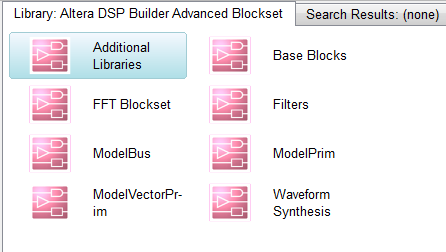 Library: Altera DSP Builder Advanced Blockset
Search Results: (none)
Additional
Libraries
Base Blocks
FFT Blockset
Filters
ModelBus
ModelPrim
ModelVectorPr-
im
Waveform
Synthesis